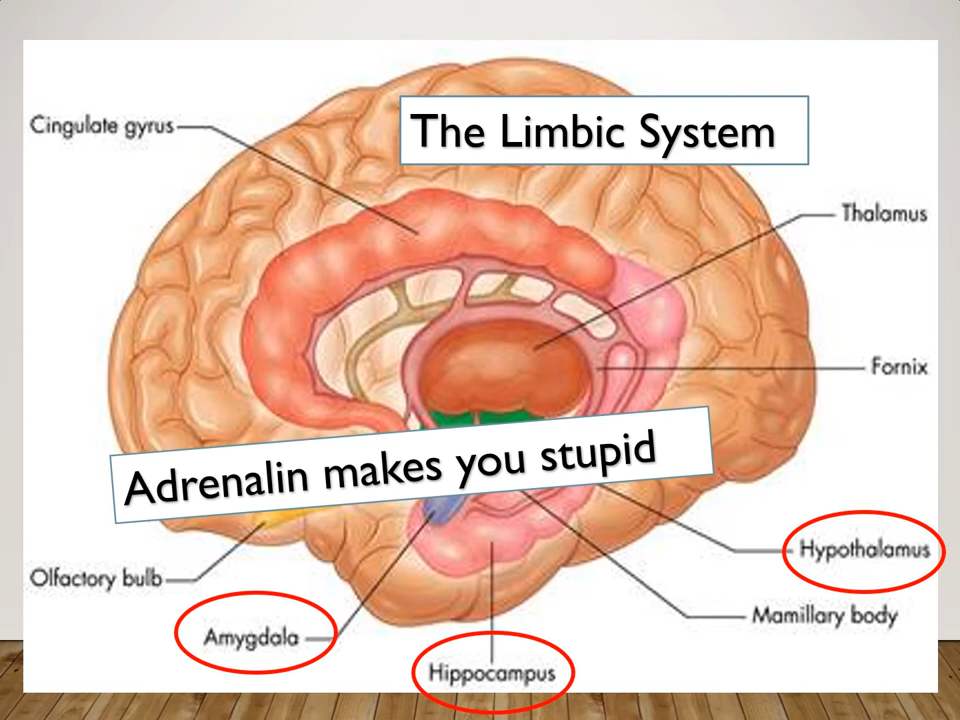 The Limbic System
Cingulate gyrus
Thalamus
Fornix
Adrenalin makes you stupid
Hypothalamus
Olfactory bulb
Mamillary body
Amygdala
Hippocampus